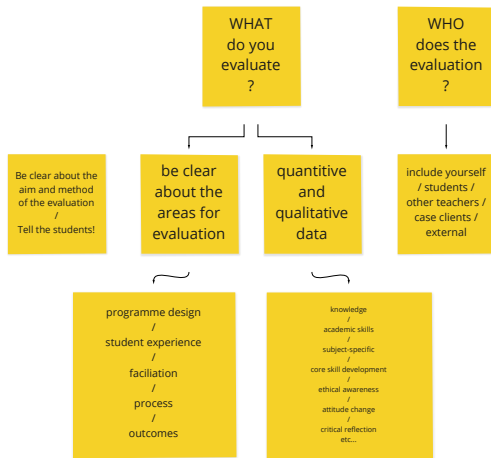 WHAT
do you
evaluate
?
WHO
does the
evaluation
?
Be clear about the
aim and method
of the evaluation
/
Tell the students!
be clear
about the
areas for
evaluation
quantitive
and
qualitative
data
include yourself
/ students /
other teachers /
case clients /
external
programme design
/
student experience
/
faciliation
/
process
/
outcomes
knowledge
/
academic skills
/
subject-specific
/
core skill development
/
ethical awareness
/
attitude change
/
critical reflection
etc...